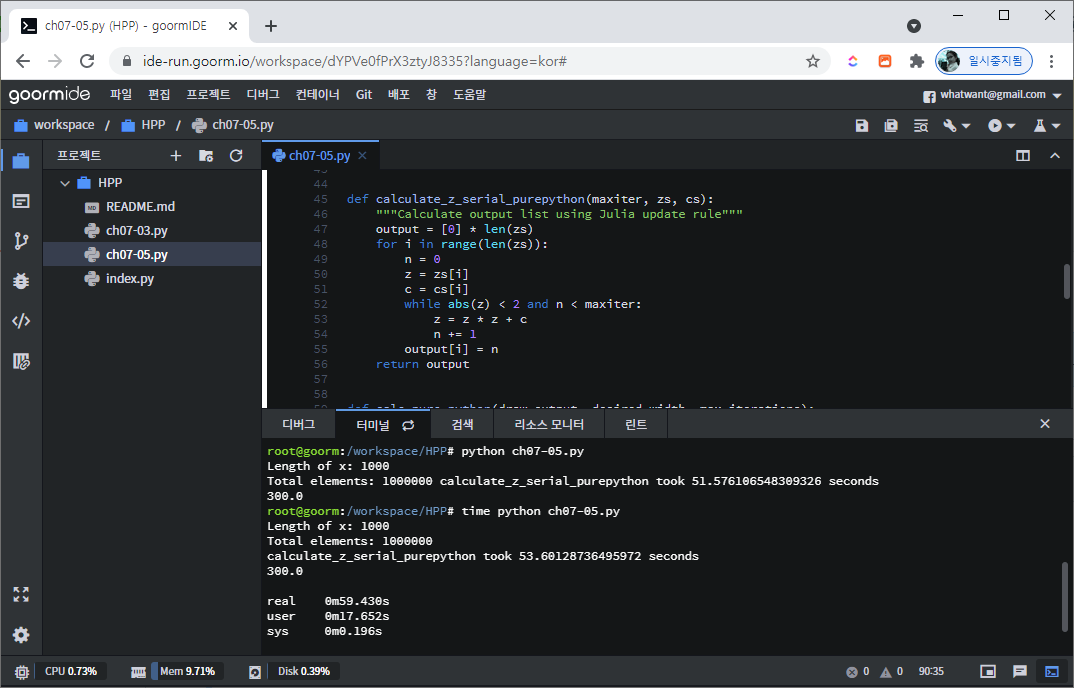 ch07-05.py (HPP) - goormIDE
ide-run.goorm.io/workspace/dYPVe0fPrX3ztyJ8335?language=kor#
일시중지됨
goormide 파일 편집 프로젝트 디버그 컨테이너 Git 배포 창 도움말 whatwant@gmail.com
workspace / HPP / ch07-05.py
프로젝트
ch07-05.py
HPP
README.md
ch07-03.py
ch07-05.py
index.py
43
44
45 def calculate_z_serial_purepython(maxiter, zs, cs):
46 """Calculate output list using Julia update rule"""
47 output = [0] * len(zs)
48 for i in range(len(zs)):
49 n = 0
50 z = zs[i]
51 c = cs[i]
52 while abs(z) < 2 and n < maxiter:
53 z = z * z + c
54 n += 1
55 output[i] = n
56 return output
57
58
59 def calc_pure_python(draw_output, desired_width, max_iterations):
디버그 터미널 검색 리소스 모니터 린트
root@goorm:/workspace/HPP# python ch07-05.py
Length of x: 1000
Total elements: 1000000 calculate_z_serial_purepython took 51.576106548309326 seconds
300.0
root@goorm:/workspace/HPP# time python ch07-05.py
Length of x: 1000
Total elements: 1000000
calculate_z_serial_purepython took 53.60128736495972 seconds
300.0
real 0m59.430s
user 0m17.652s
sys 0m0.196s
CPU 0.73% Mem 9.71% Disk 0.39% 0 0 90:35